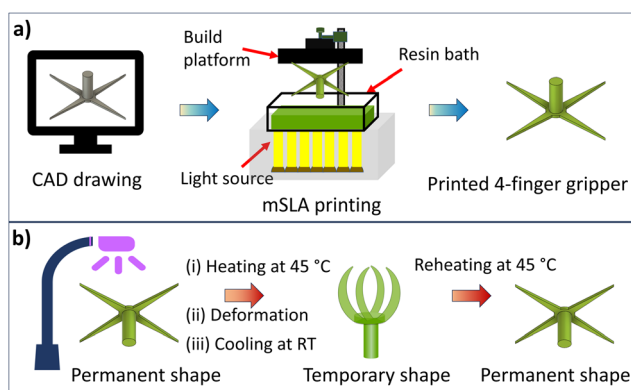 a)
Build
platform
Resin bath
Light source
CAD drawing
mSLA printing
Printed 4-finger gripper
b)
(i) Heating at 45 °C
(ii) Deformation
(iii) Cooling at RT
Reheating at 45 °C
Permanent shape
Temporary shape
Permanent shape